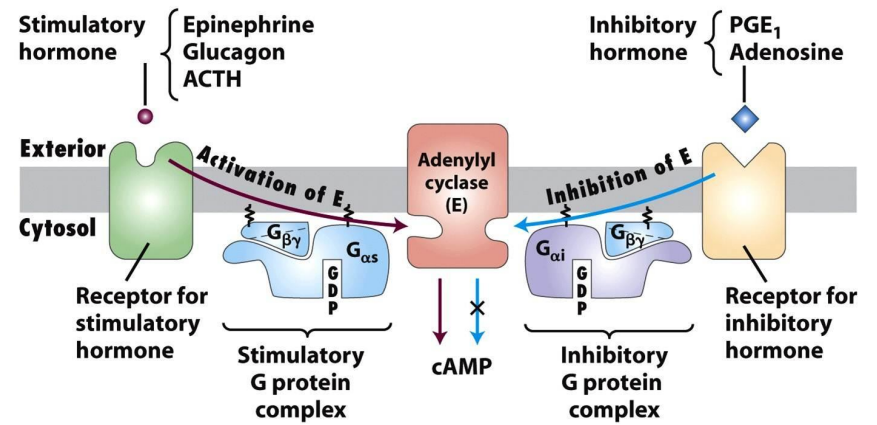 Stimulatory
hormone
Epinephrine
Glucagon
ACTH
Inhibitory
hormone
PGE₁
Adenosine
Exterior
Cytosol
Activation of E
Adenylyl
cyclase
(E)
Inhibition of E
Gβγ
Gαs
GDP
Gαi
Gβγ
GDP
Receptor for
stimulatory
hormone
Stimulatory
G protein
complex
cAMP
Inhibitory
G protein
complex
Receptor for
inhibitory
hormone